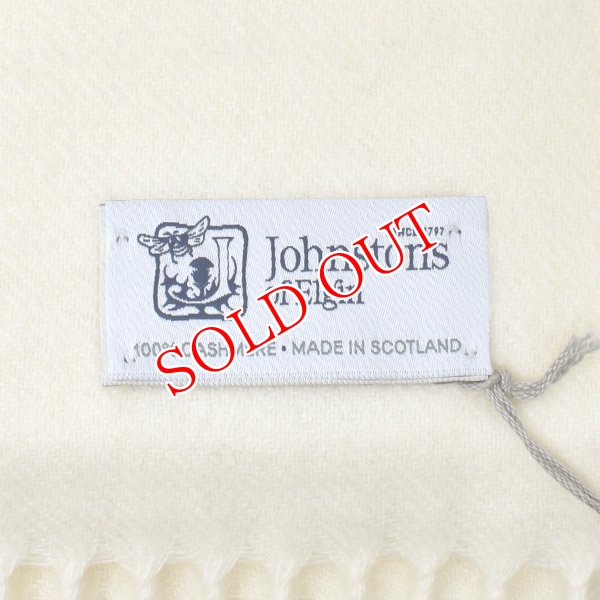 Johnstons
of Elgin
100% CASHMERE • MADE IN SCOTLAND
SOLD OUT